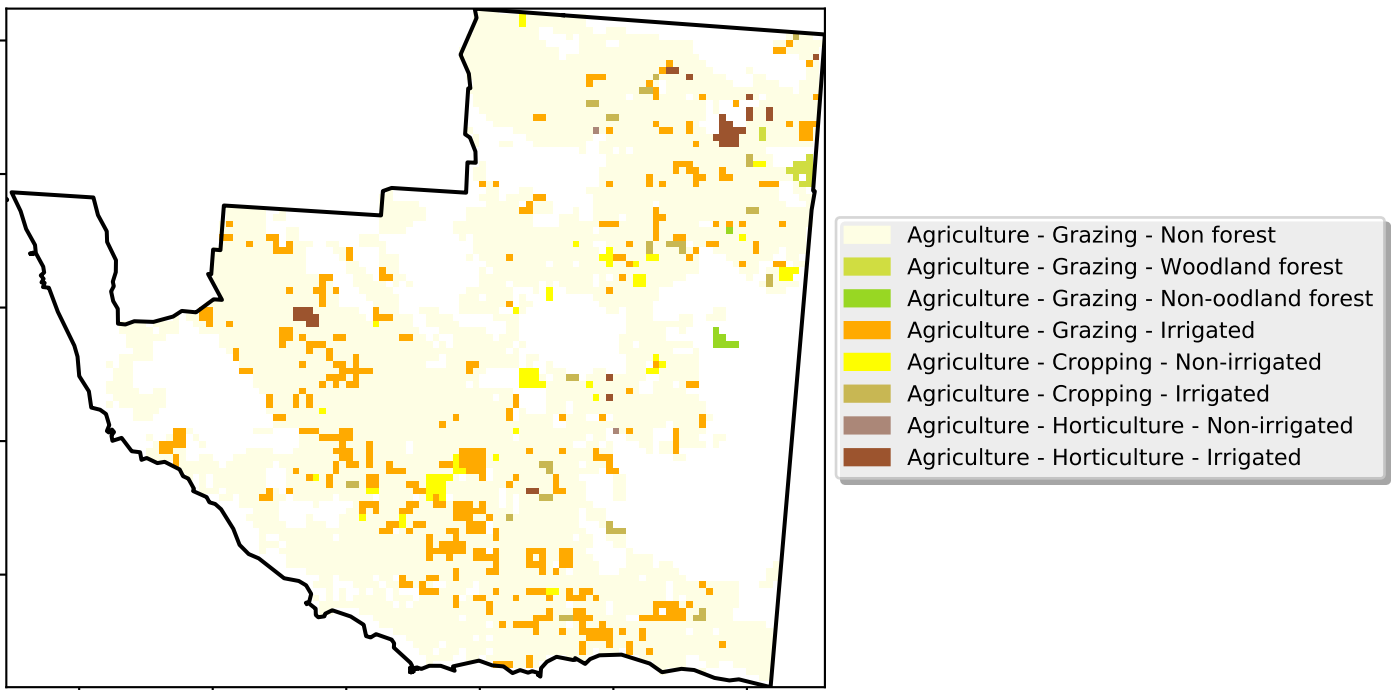 Agriculture - Grazing - Non forest
Agriculture - Grazing - Woodland forest
Agriculture - Grazing - Non-oodland forest
Agriculture - Grazing - Irrigated
Agriculture - Cropping - Non-irrigated
Agriculture - Cropping - Irrigated
Agriculture - Horticulture - Non-irrigated
Agriculture - Horticulture - Irrigated